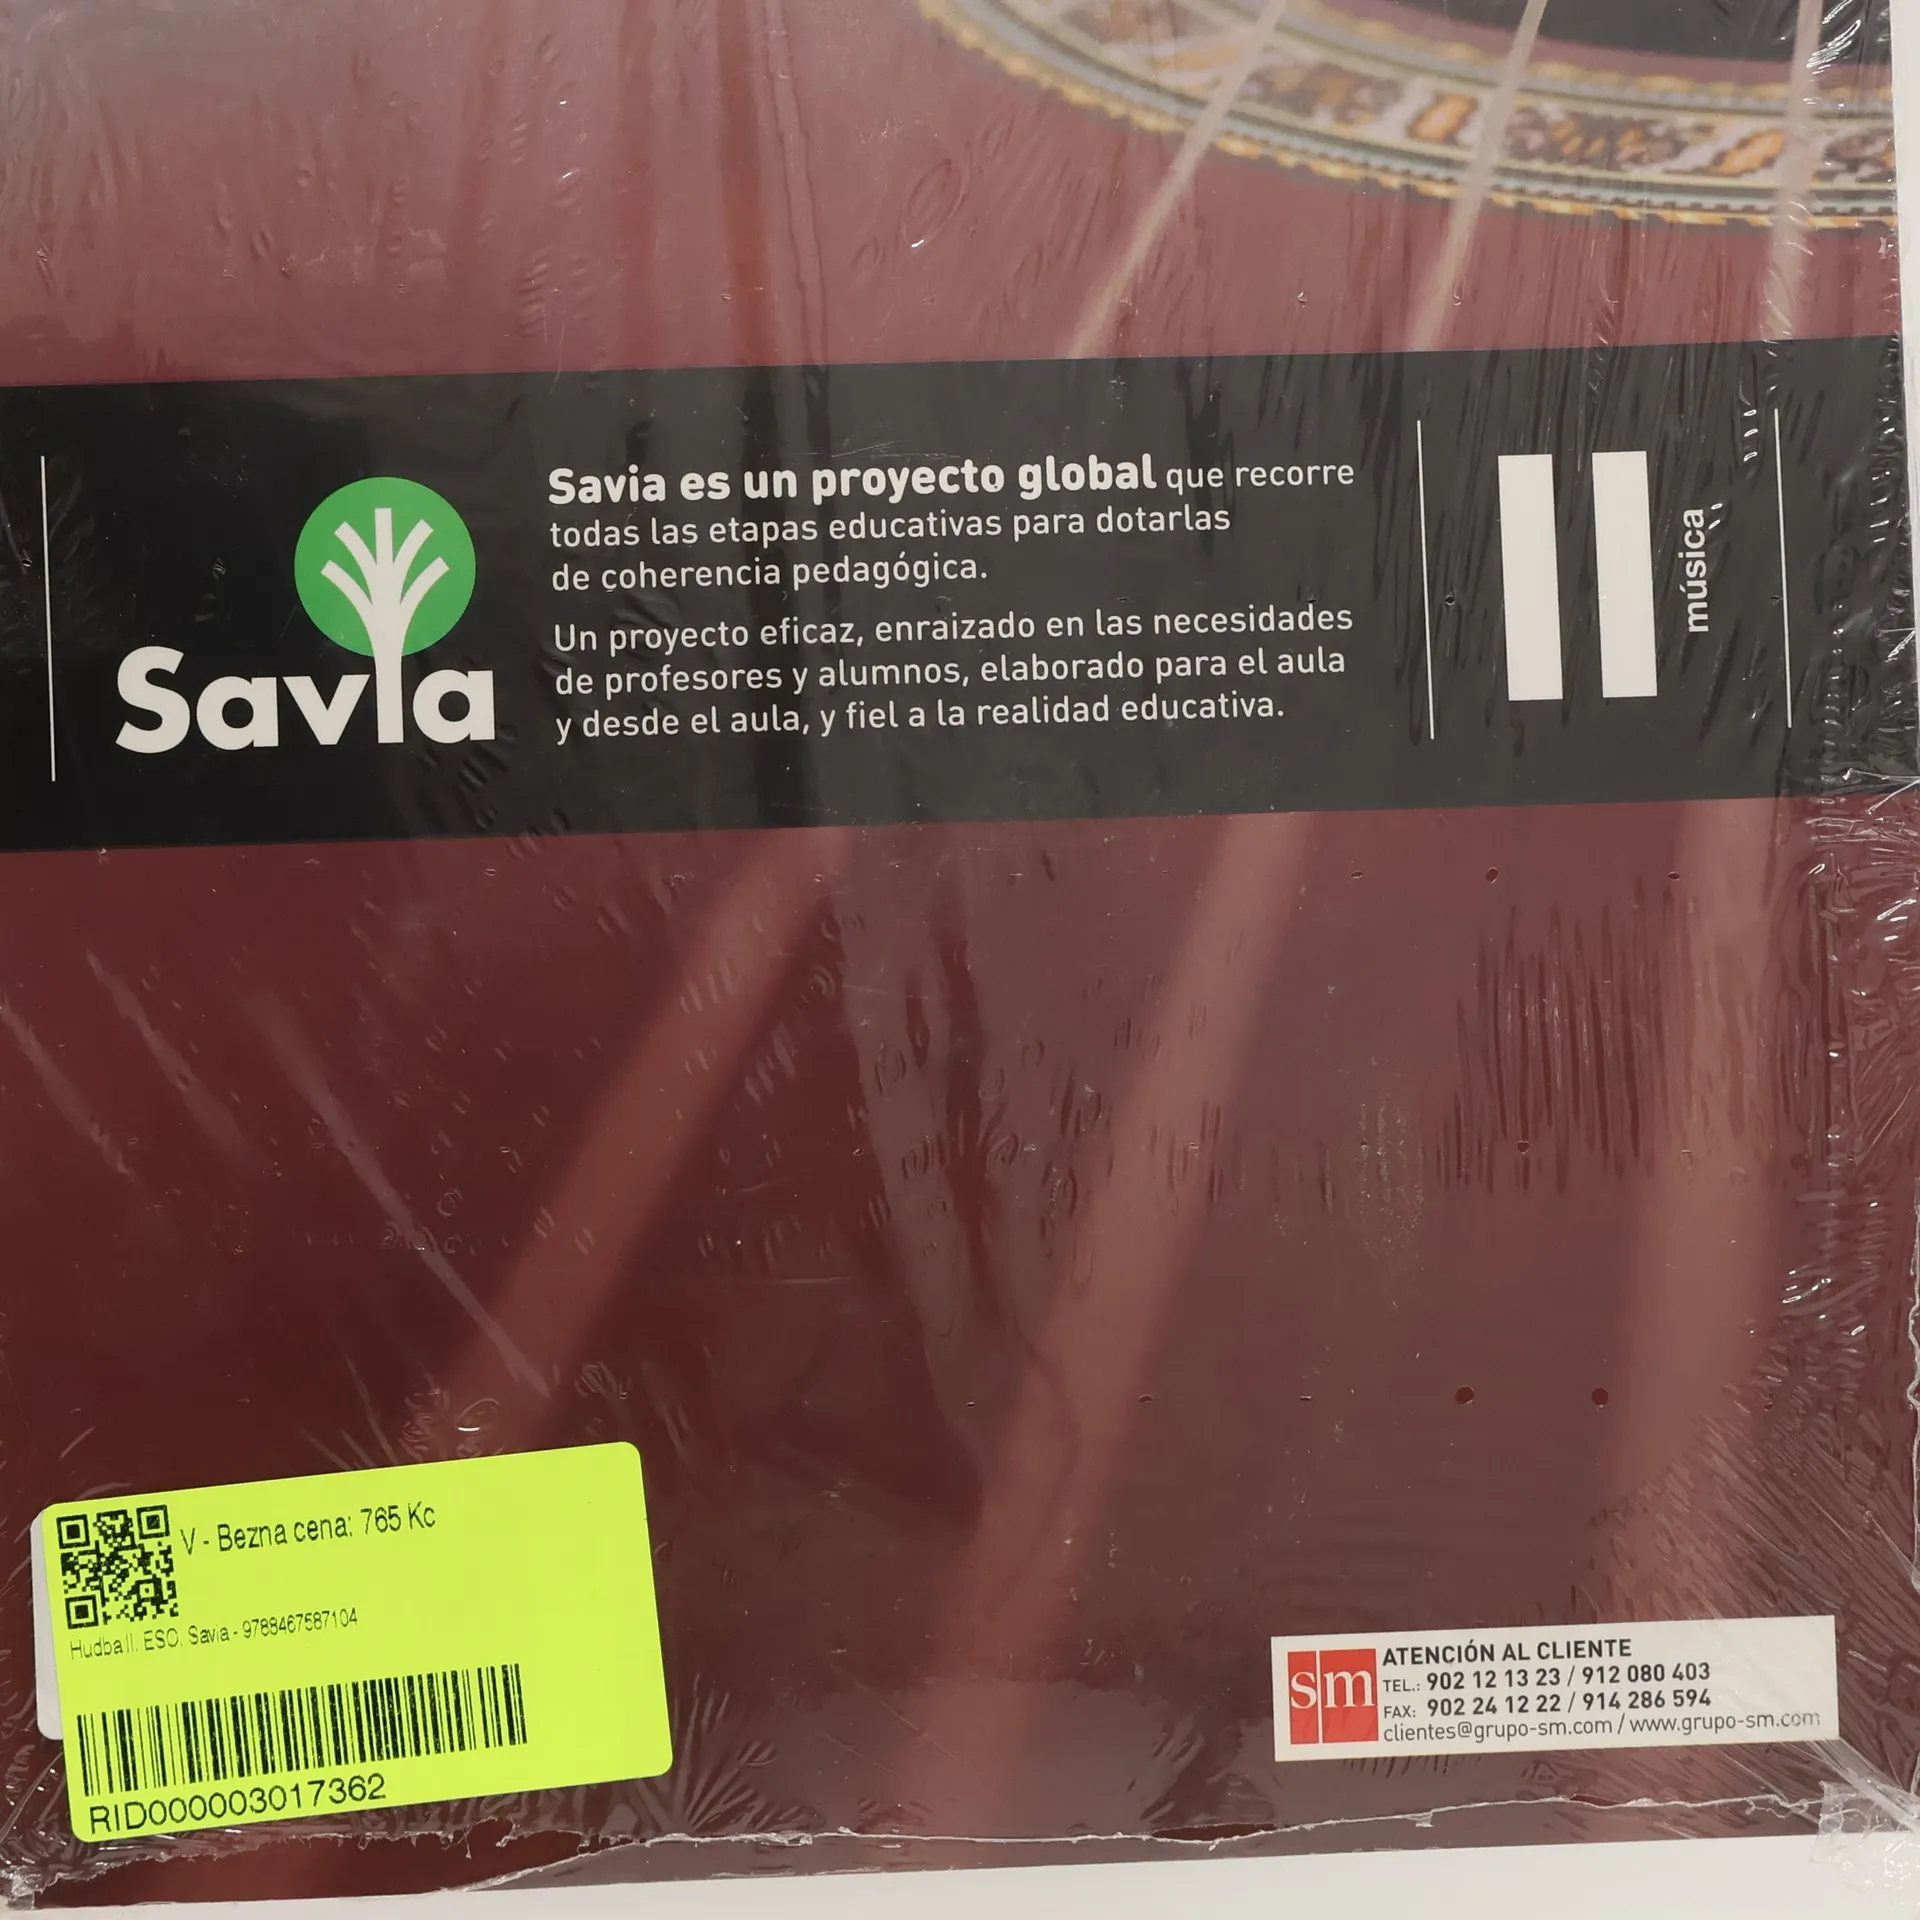 Savia
Savia es un proyecto global que recorre
todas las etapas educativas para dotarlas
de coherencia pedagógica.
Un proyecto eficaz, enraizado en las necesidades
de profesores y alumnos, elaborado para el aula
y desde el aula, y fiel a la realidad educativa.
II
música
V - Bezna cena: 765 Kc
Hudba II. ESO. Savia - 9788467587104
RID000003017362
sm
ATENCIÓN AL CLIENTE
TEL.: 902 12 13 23 / 912 080 403
FAX: 902 24 12 22 / 914 286 594
clientes@grupo-sm.com / www.grupo-sm.com